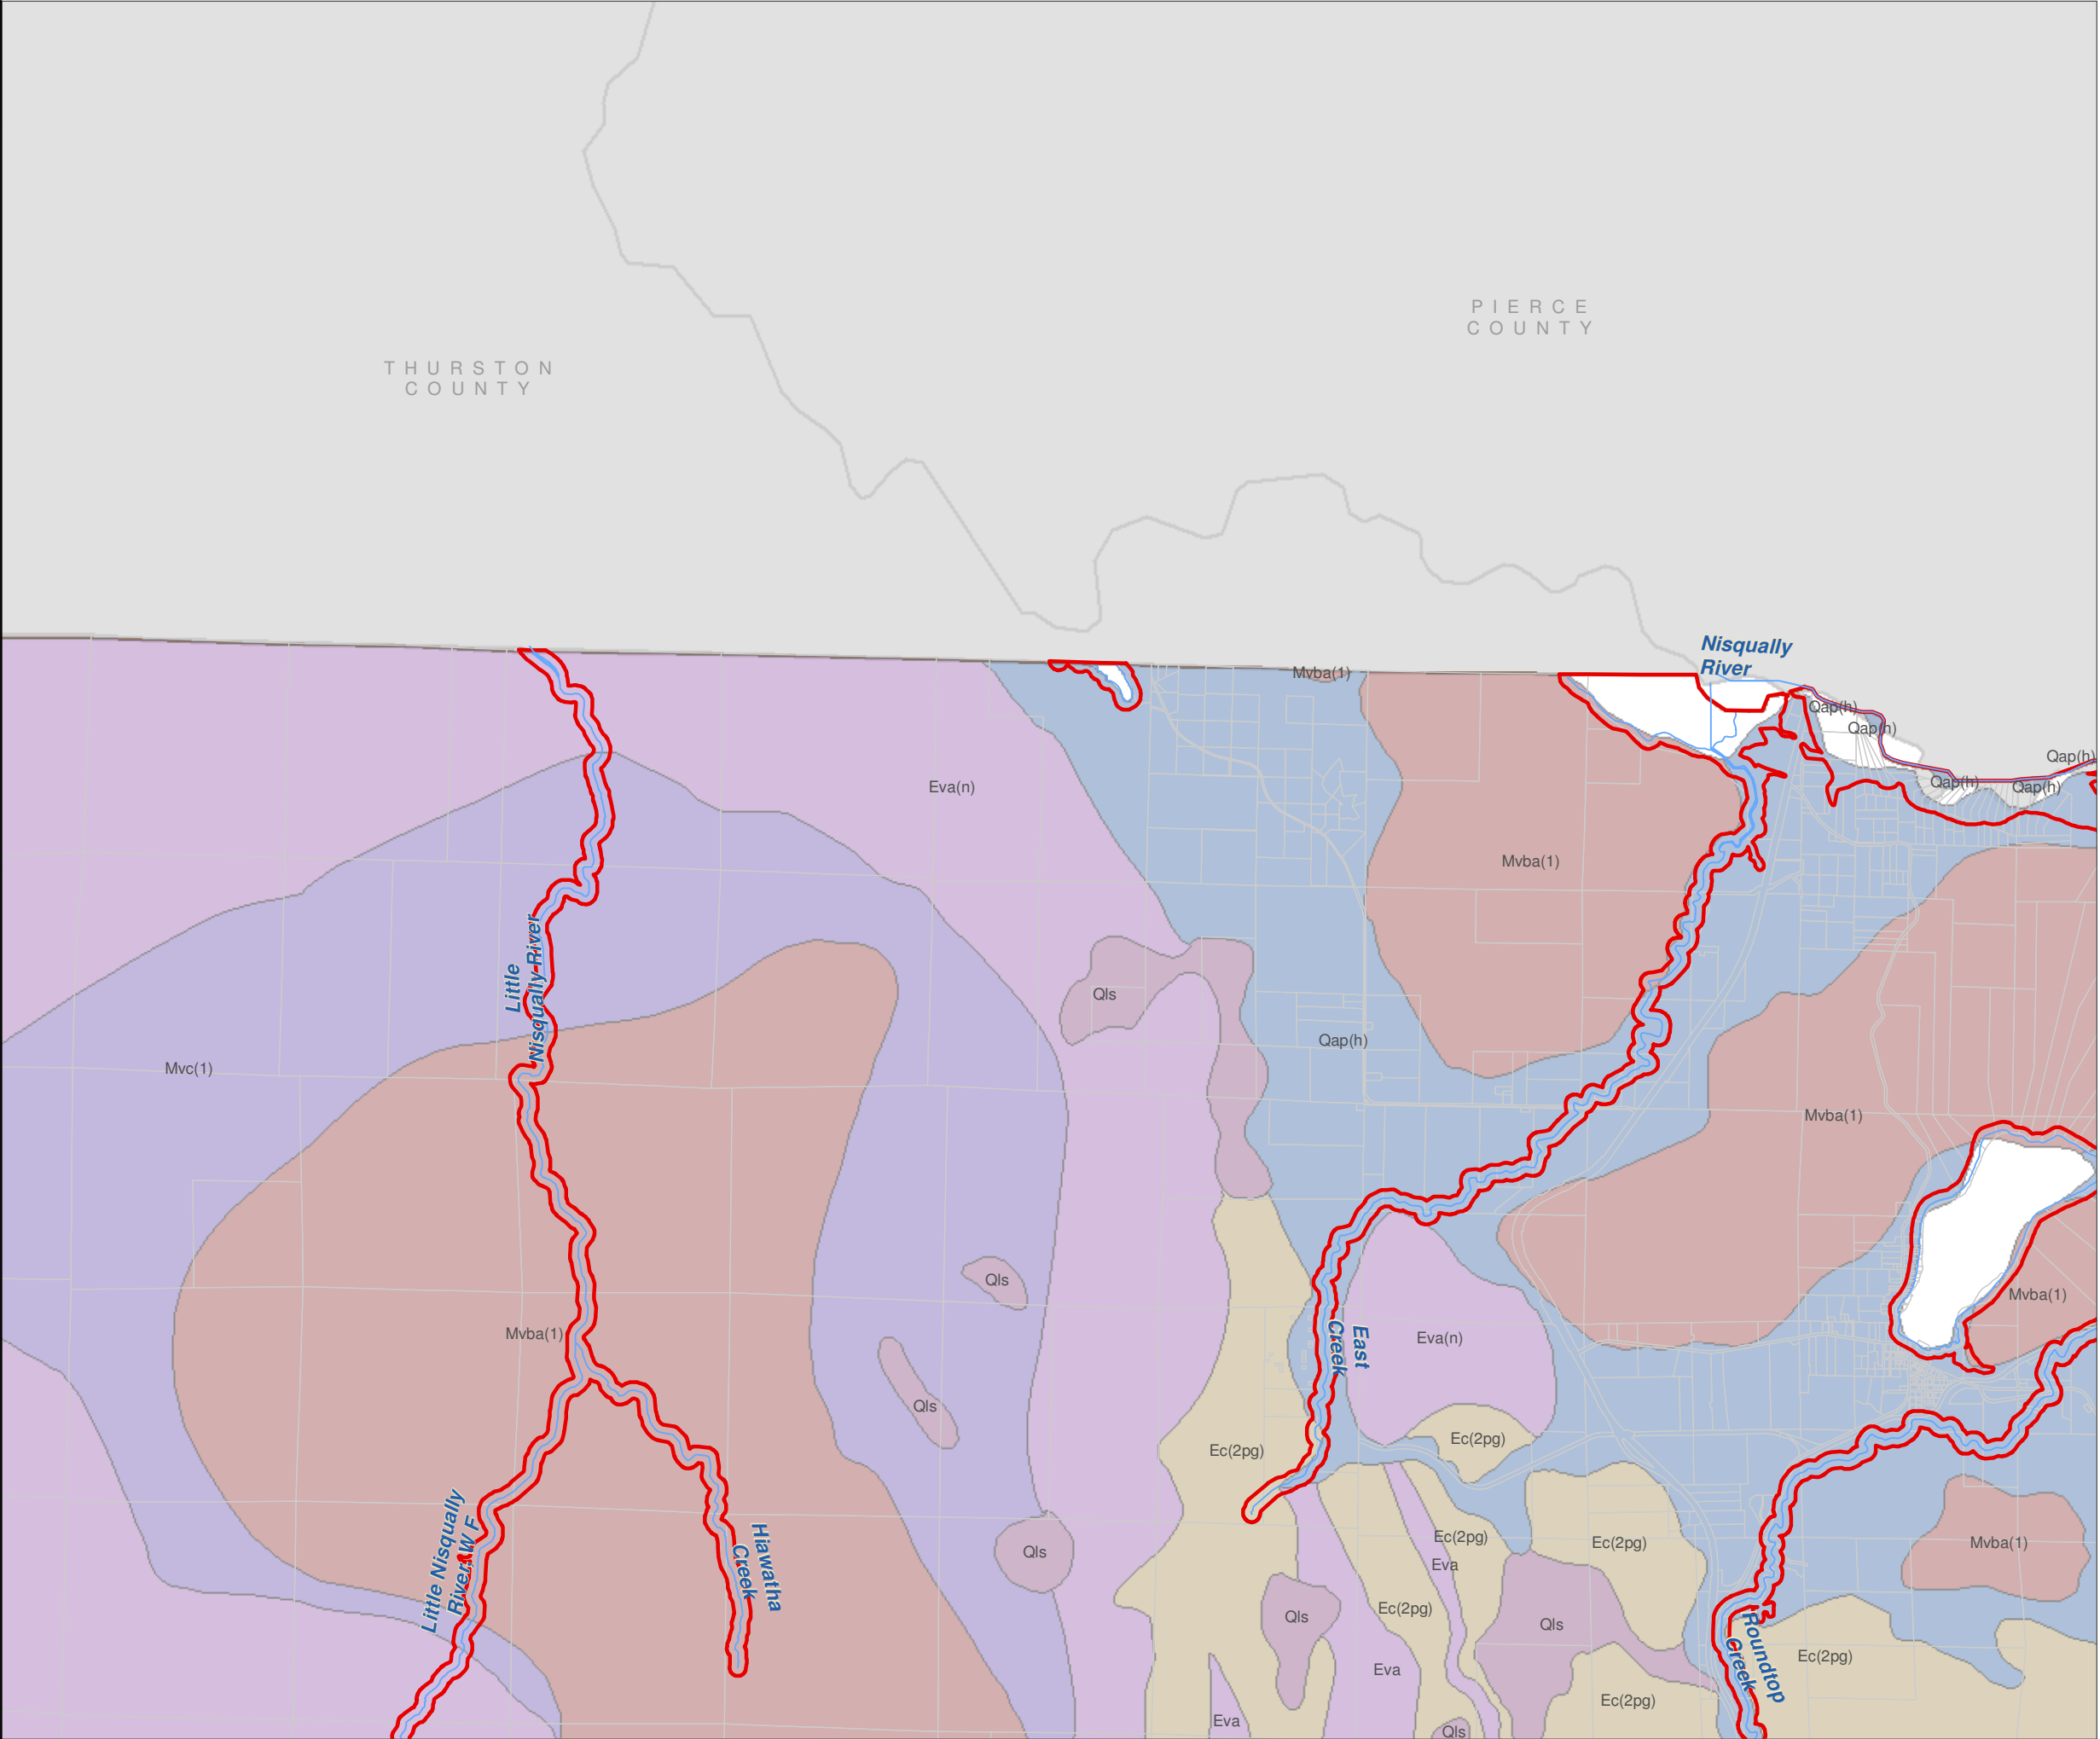 PIERCE
COUNTY
THURSTON
COUNTY
Nisqually
River
Mvba(1)
Qap(h)
Qap(h)
Qap(h)
Qap(h)
Qap(h)
Eva(n)
Mvba(1)
Little
Nisqually River
Qls
Qap(h)
Mvc(1)
Mvba(1)
Qls
Mvba(1)
Mvba(1)
East
Creek
Eva(n)
Qls
Ec(2pg)
Ec(2pg)
Little Nisqually
River, W F
Hiawatha
Creek
Qls
Ec(2pg)
Eva
Ec(2pg)
Mvba(1)
Qls
Ec(2pg)
Qls
Roundtop
Creek
Ec(2pg)
Eva
Ec(2pg)
Eva
Qls